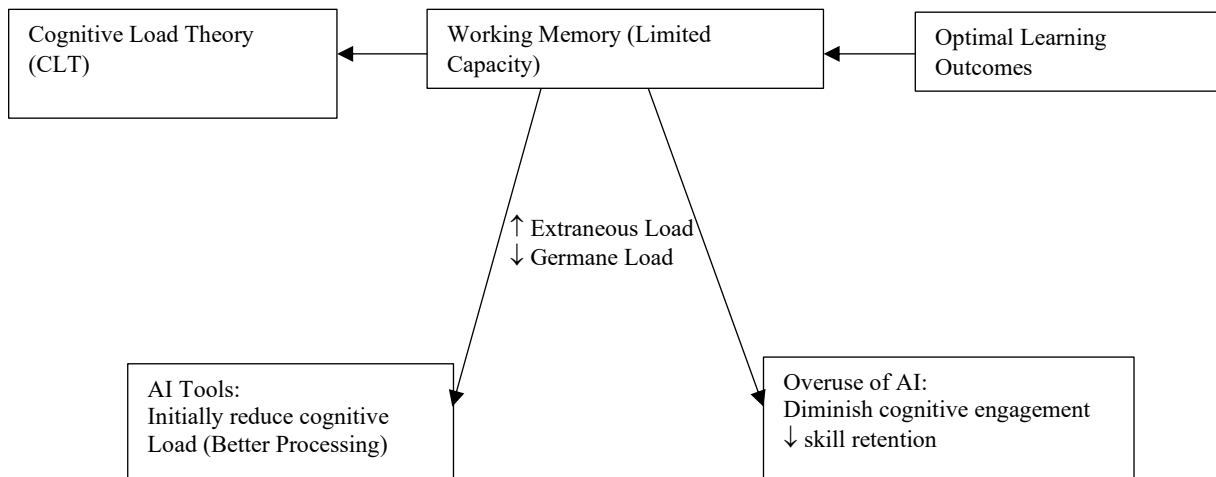 Cognitive Load Theory
(CLT)
Working Memory (Limited
Capacity)
Optimal Learning
Outcomes
↑ Extraneous Load
↓ Germane Load
AI Tools:
Initially reduce cognitive
Load (Better Processing)
Overuse of AI:
Diminish cognitive engagement
↓ skill retention